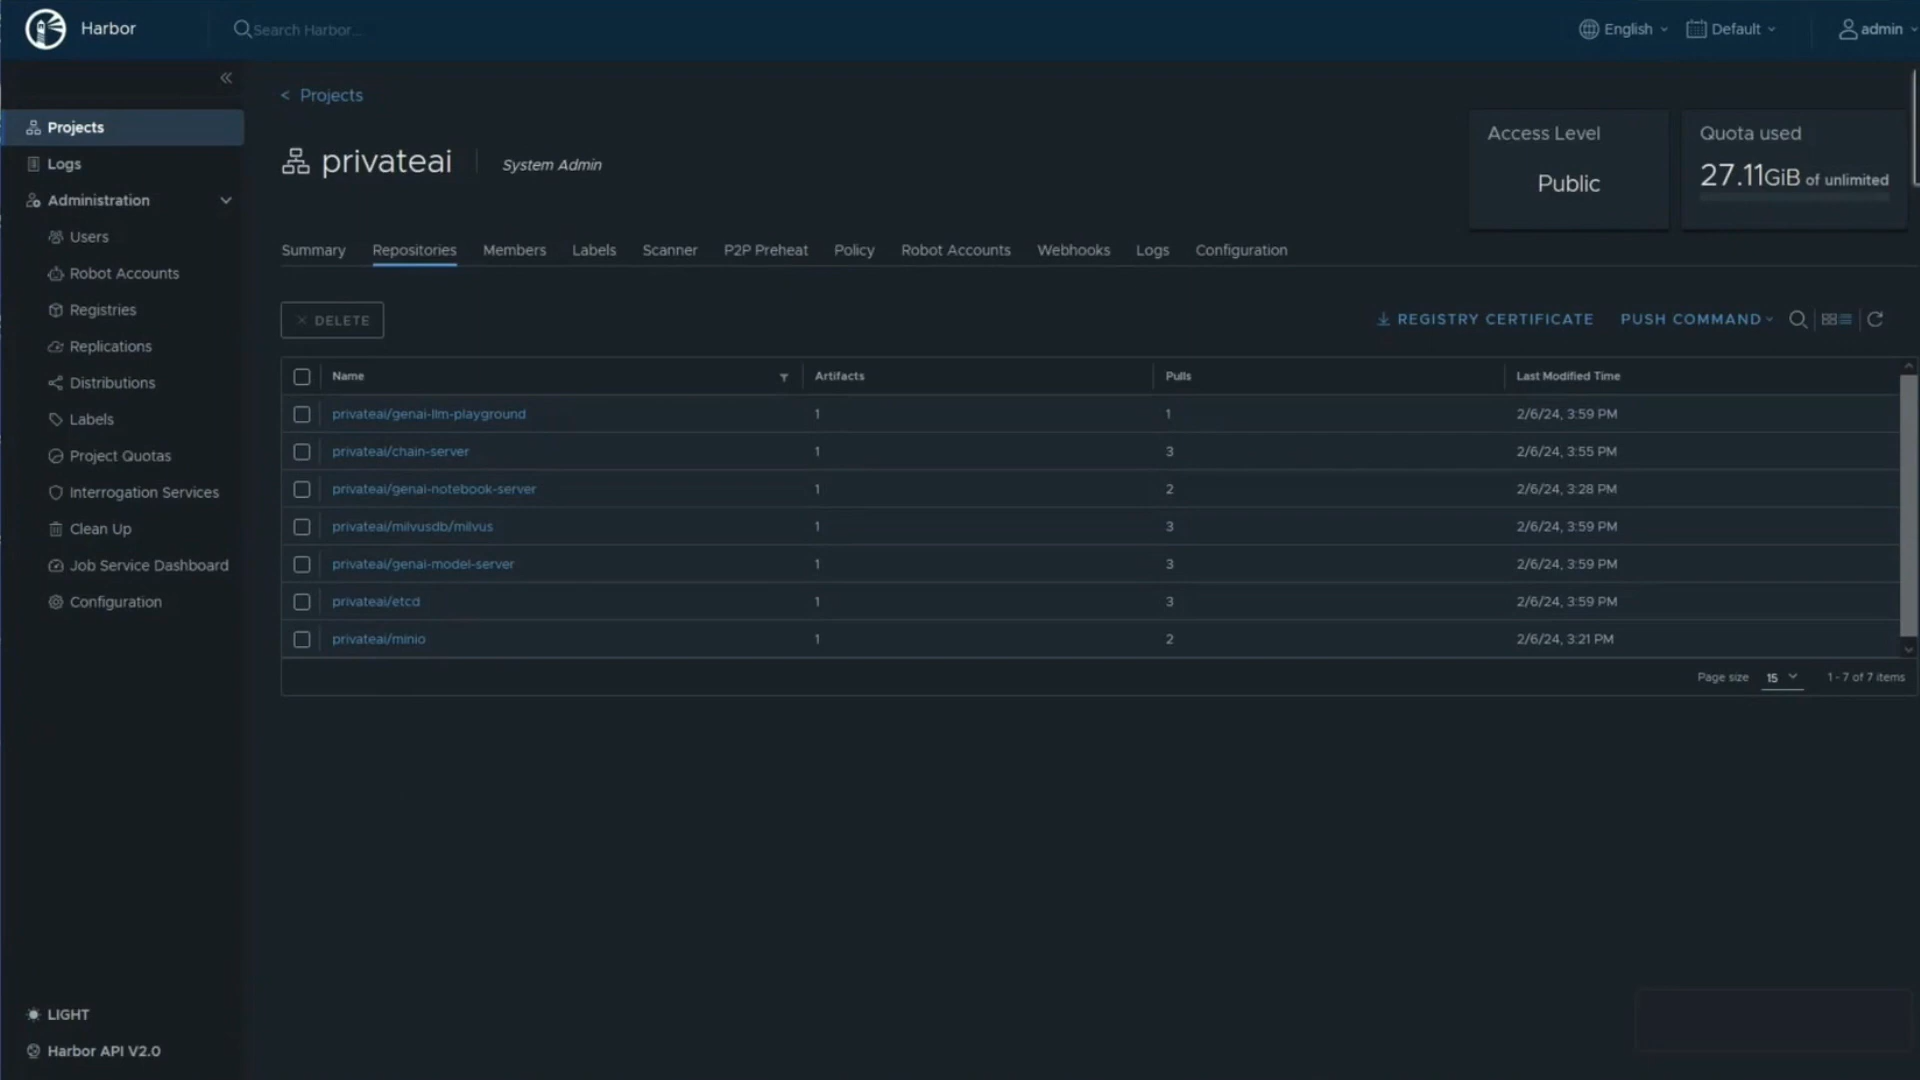 Harbor
Search Harbor...
English
Default
admin
Projects
Logs
Administration
Users
Robot Accounts
Registries
Replications
Distributions
Labels
Project Quotas
Interrogation Services
Clean Up
Job Service Dashboard
Configuration
LIGHT
Harbor API V2.0
< Projects
privateai
System Admin
Access Level
Public
Quota used
27.11GiB of unlimited
Summary Repositories Members Labels Scanner P2P Preheat Policy Robot Accounts Webhooks Logs Configuration
DELETE
REGISTRY CERTIFICATE
PUSH COMMAND
Name Artifacts Pulls Last Modified Time
privateai/genai-llm-playground 1 1 2/6/24, 3:59 PM
privateai/chain-server 1 3 2/6/24, 3:55 PM
privateai/genai-notebook-server 1 2 2/6/24, 3:28 PM
privateai/milvusdb/milvus 1 3 2/6/24, 3:59 PM
privateai/genai-model-server 1 3 2/6/24, 3:59 PM
privateai/etcd 1 3 2/6/24, 3:59 PM
privateai/minio 1 2 2/6/24, 3:21 PM
Page size 15 1 - 7 of 7 items